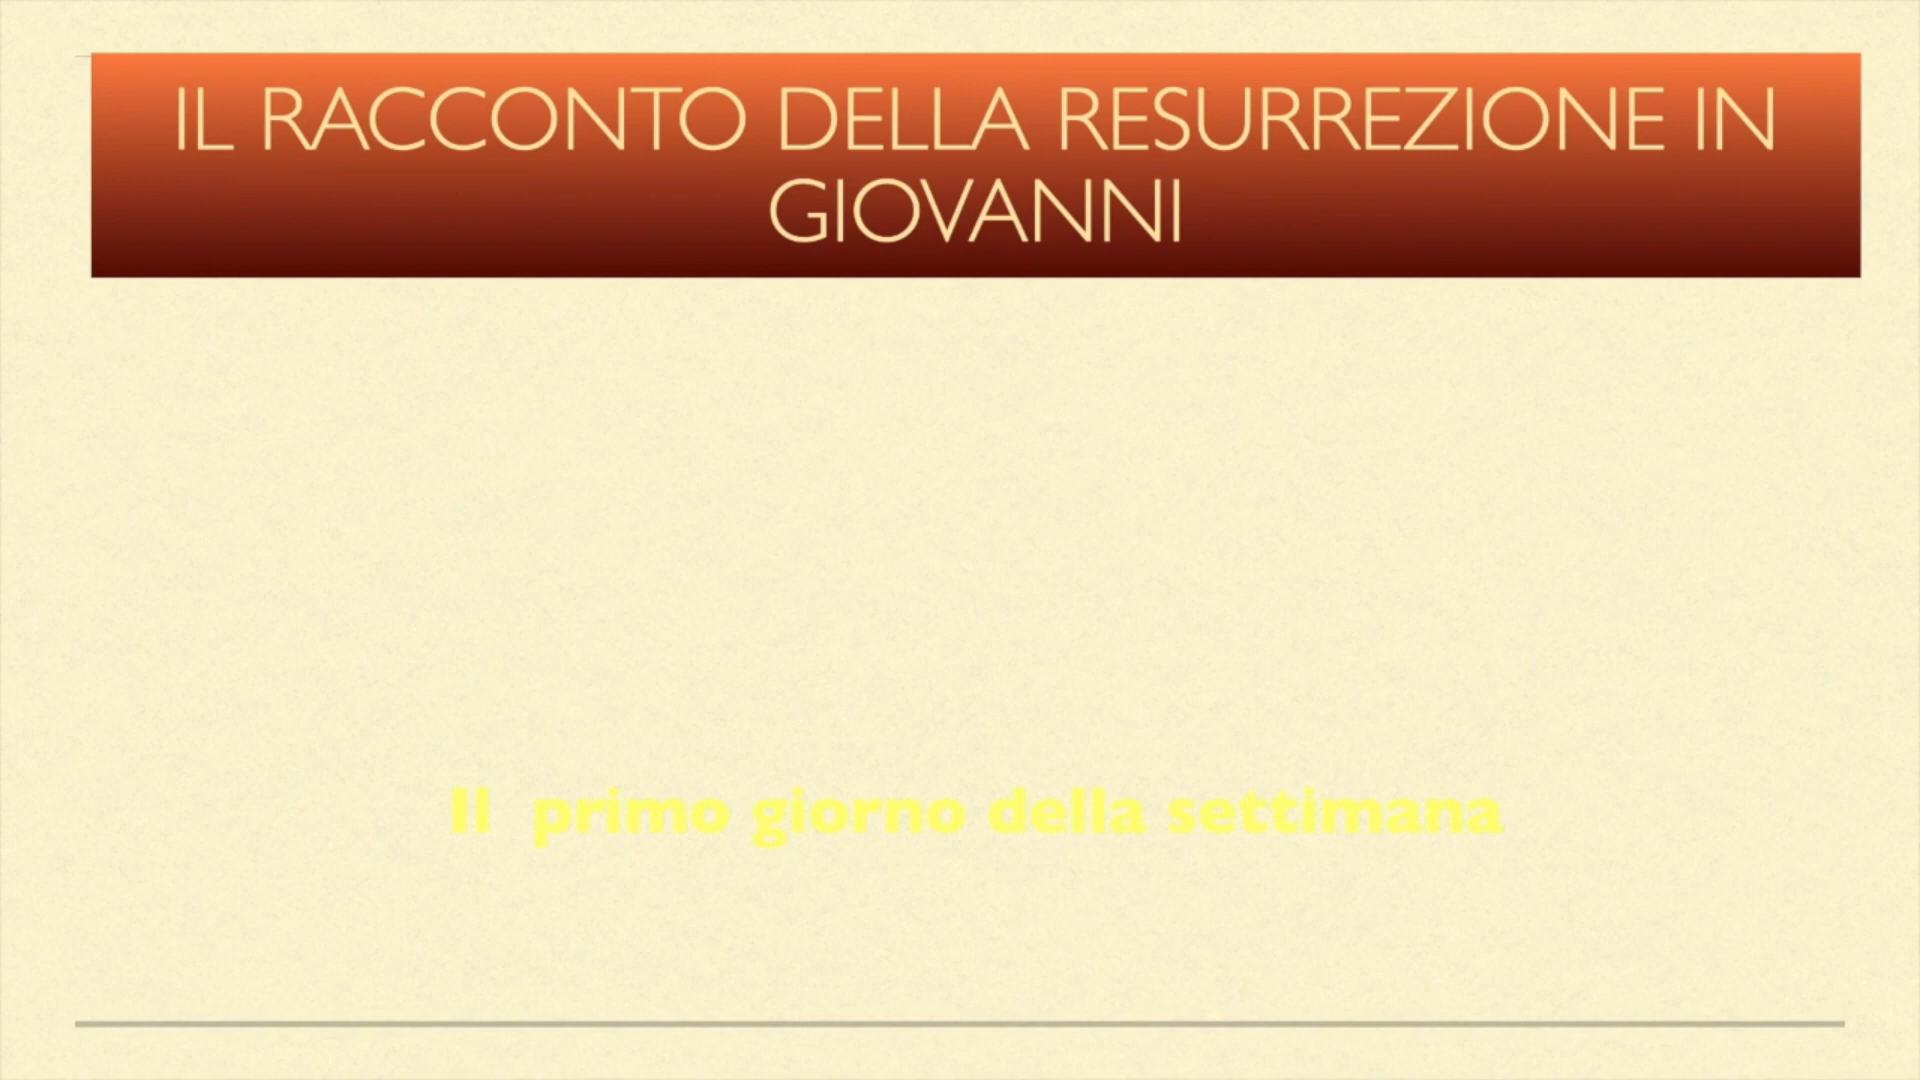 IL RACCONTO DELLA RESURREZIONE IN
GIOVANNI
Il primo giorno della settimana